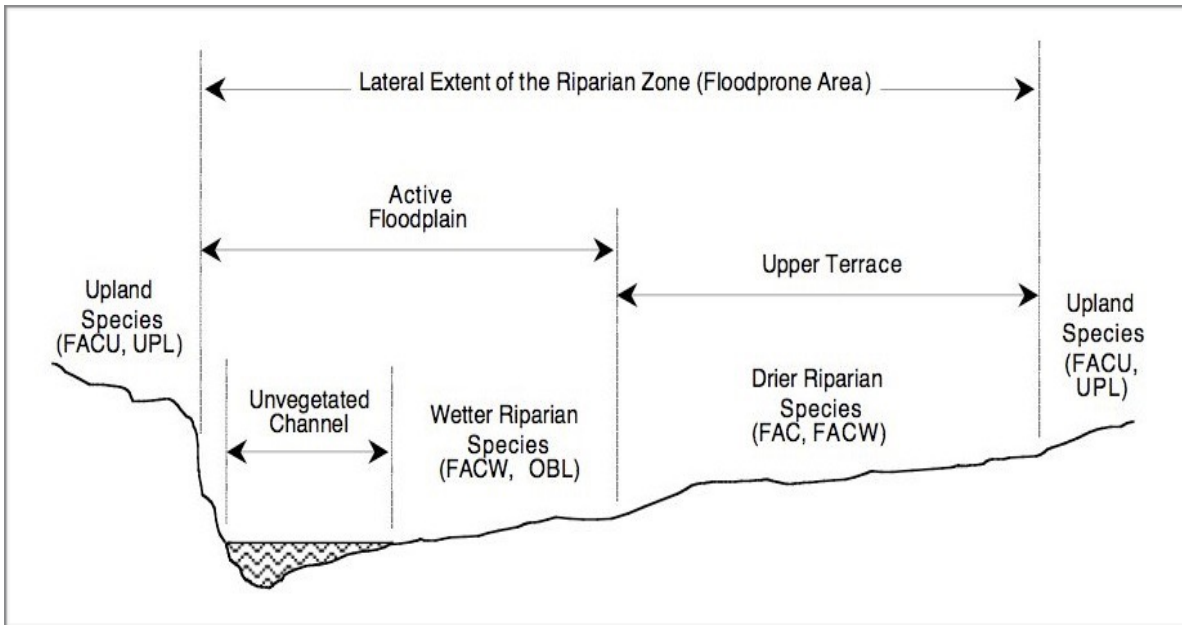 Lateral Extent of the Riparian Zone (Floodprone Area)
Active
Floodplain
Upper Terrace
Upland
Species
(FACU, UPL)
Unvegetated
Channel
Wetter Riparian
Species
(FACW, OBL)
Drier Riparian
Species
(FAC, FACW)
Upland
Species
(FACU,
UPL)